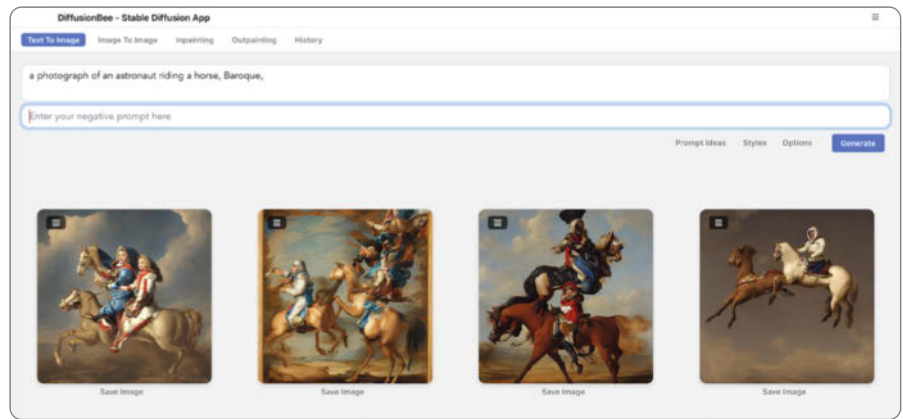 DiffusionBee - Stable Diffusion App
Text To Image Image To Image Inpainting Outpainting History
a photograph of an astronaut riding a horse, Baroque,
Enter your negative prompt here
Prompt Ideas Styles Options Generate
Save Image Save Image Save Image Save Image